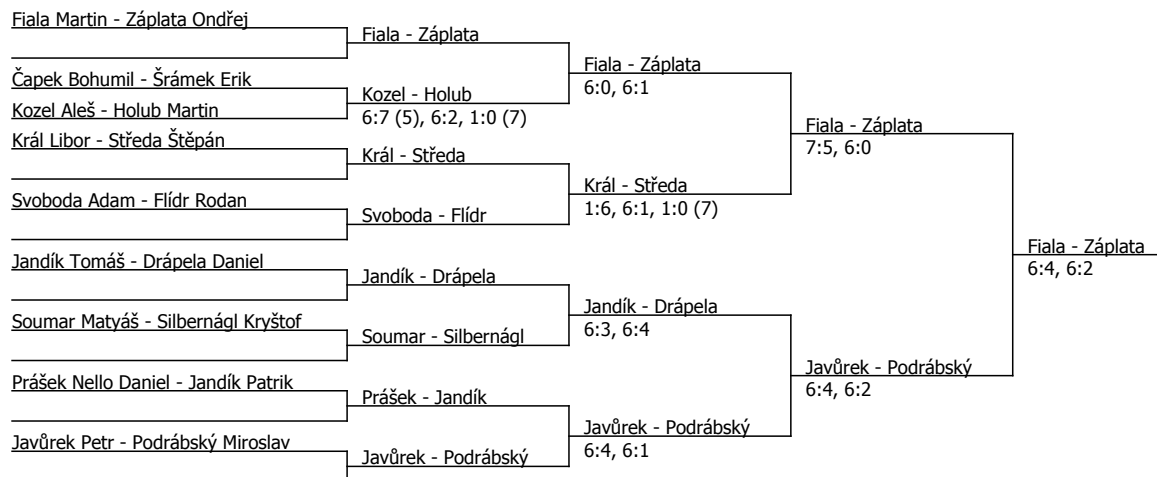 Fiala Martin - Záplata Ondřej
Čapek Bohumil - Šrámek Erik
Kozel Aleš - Holub Martin
Král Libor - Středa Štěpán
Svoboda Adam - Flídr Rodan
Jandík Tomáš - Drápela Daniel
Soumar Matyáš - Silbernágl Kryštof
Prášek Nello Daniel - Jandík Patrik
Javůrek Petr - Podrábský Miroslav
Fiala - Záplata
Kozel - Holub
6:7 (5), 6:2, 1:0 (7)
Král - Středa
Svoboda - Flídr
Jandík - Drápela
Soumar - Silbernágl
Prášek - Jandík
Javůrek - Podrábský
Fiala - Záplata
6:0, 6:1
Král - Středa
1:6, 6:1, 1:0 (7)
Jandík - Drápela
6:3, 6:4
Javůrek - Podrábský
6:4, 6:1
Fiala - Záplata
7:5, 6:0
Javůrek - Podrábský
6:4, 6:2
Fiala - Záplata
6:4, 6:2